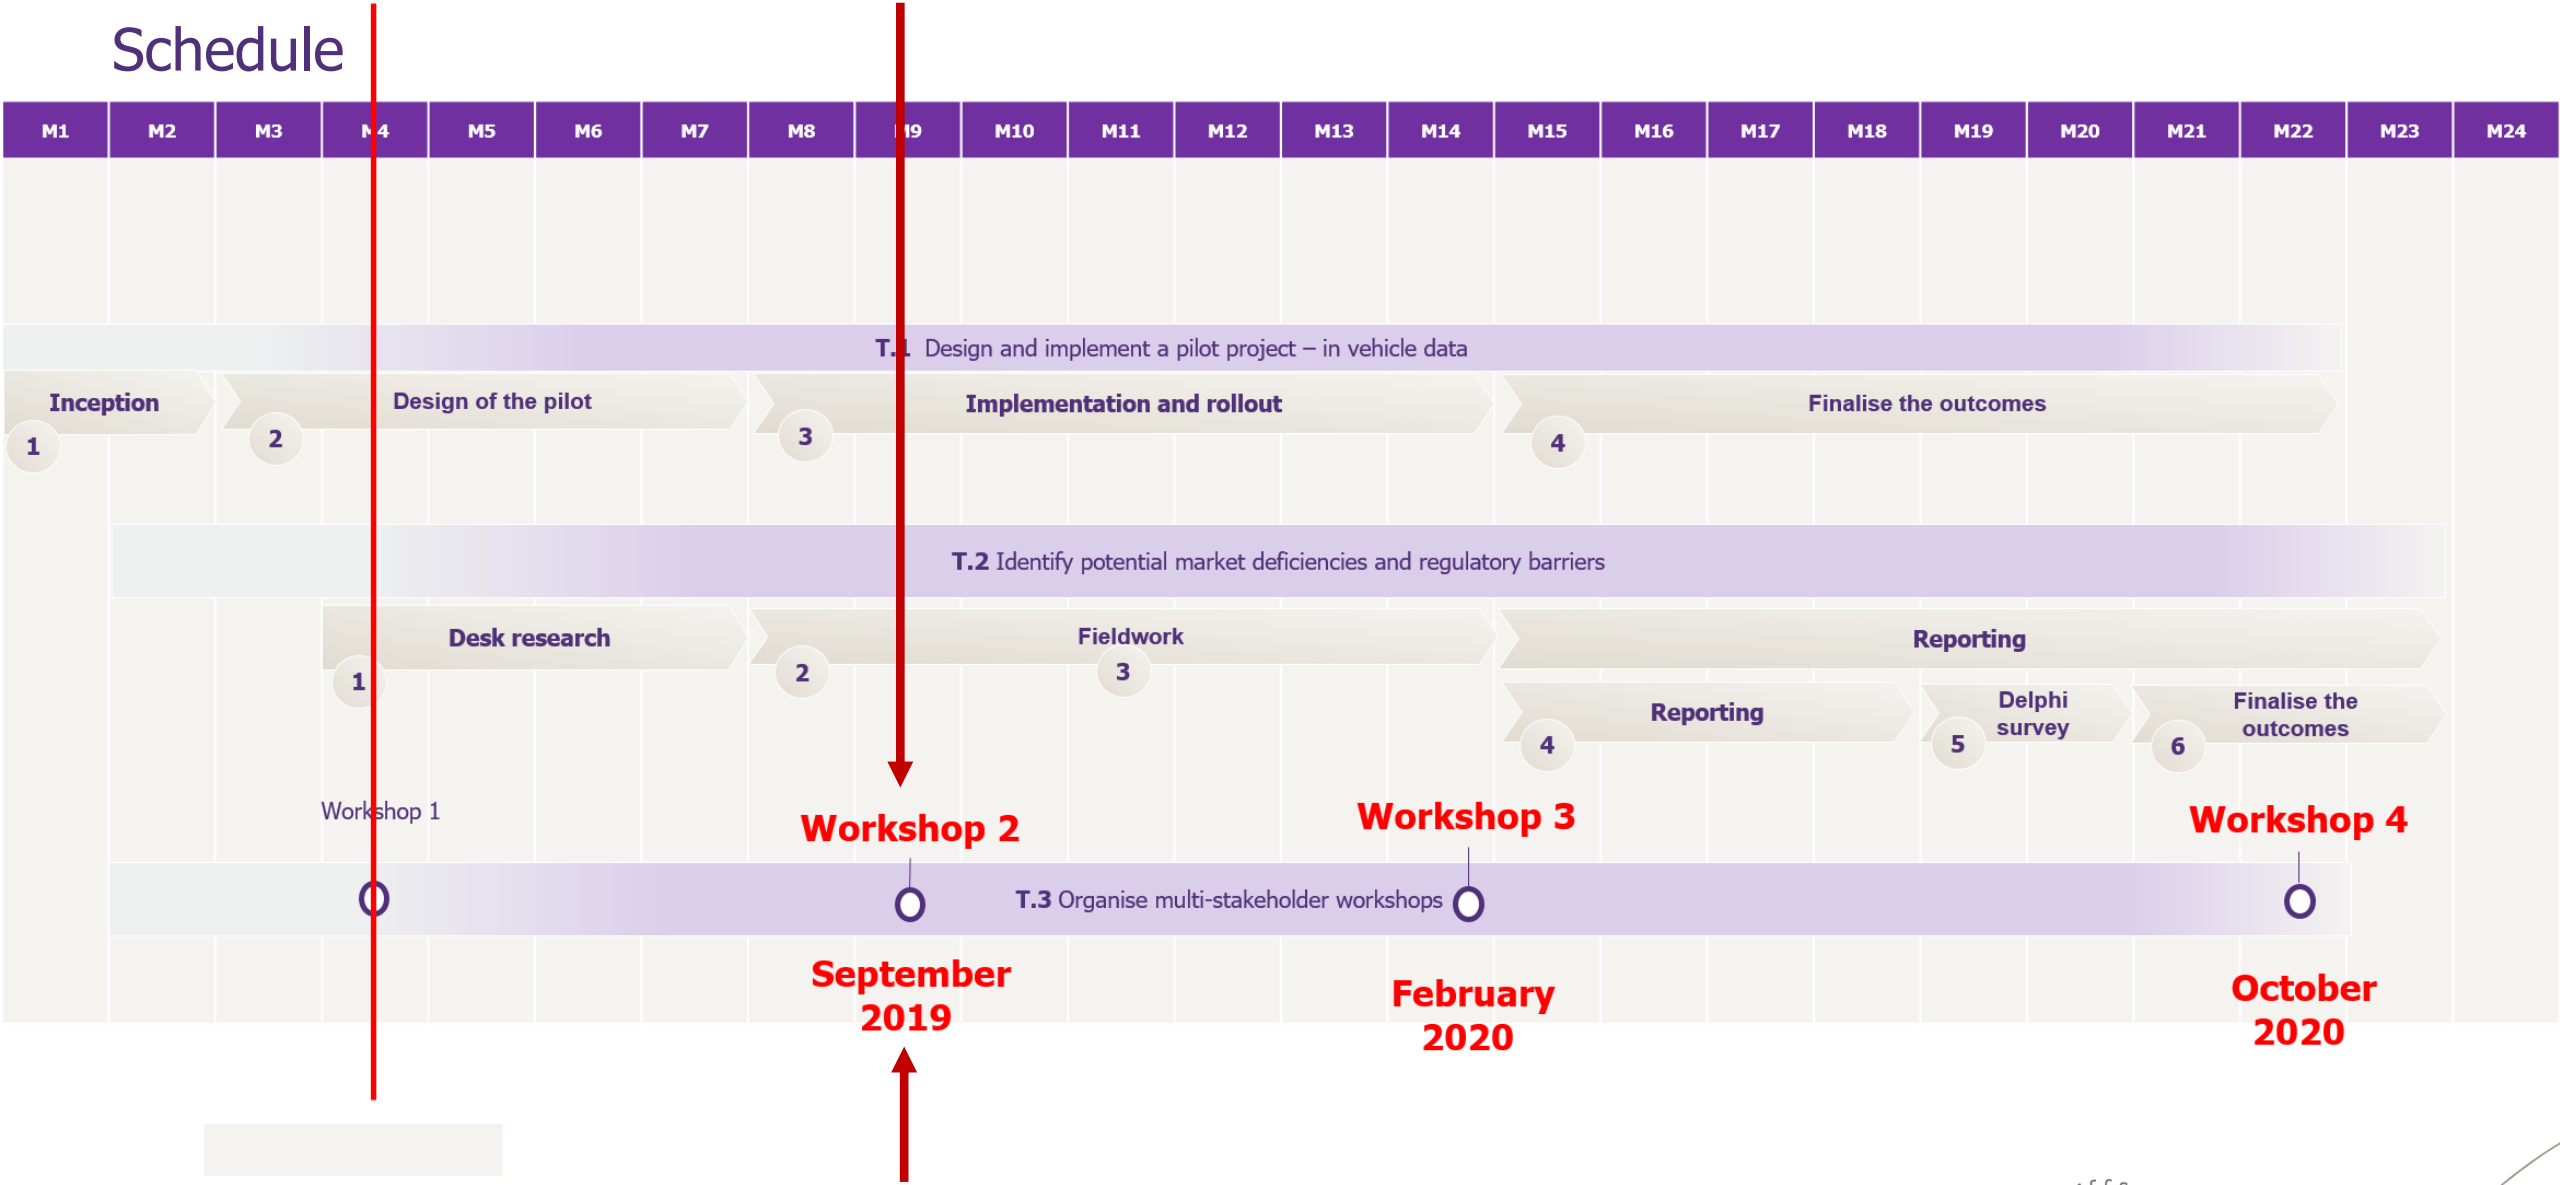 Schedule
M1 M2 M3 M4 M5 M6 M7 M8 M9 M10 M11 M12 M13 M14 M15 M16 M17 M18 M19 M20 M21 M22 M23 M24
T.1 Design and implement a pilot project – in vehicle data
Inception
1
Design of the pilot
2
Implementation and rollout
3
Finalise the outcomes
4
T.2 Identify potential market deficiencies and regulatory barriers
Desk research
1
Fieldwork
2
3
Reporting
Reporting
4
Delphi
survey
5
Finalise the
outcomes
6
Workshop 1
Workshop 2
Workshop 3
Workshop 4
T.3 Organise multi-stakeholder workshops
September
2019
February
2020
October
2020